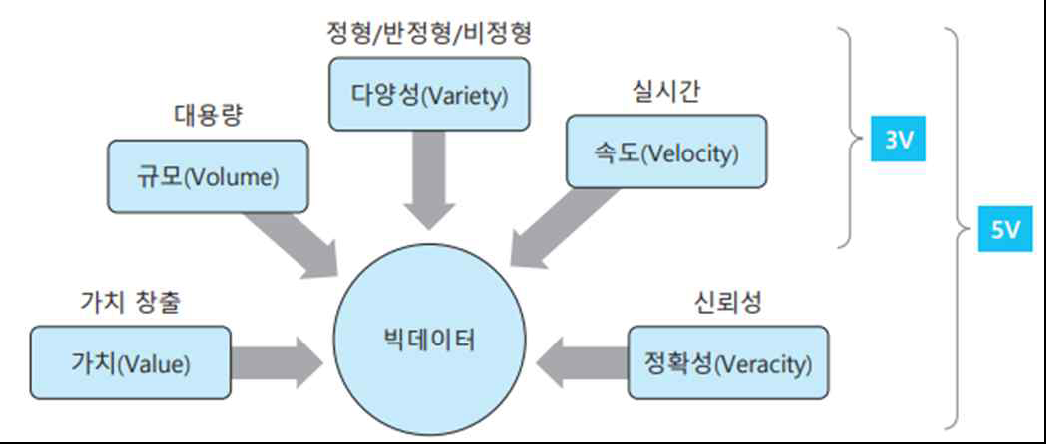 정형/반정형/비정형
다양성(Variety)
실시간
대용량
속도(Velocity)
3V
규모(Volume)
5V
가치 창출
신뢰성
빅데이터
가치(Value)
정확성(Veracity)